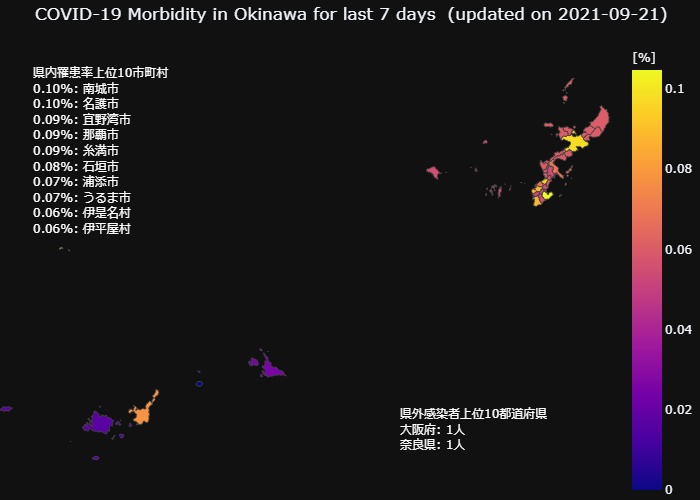 COVID-19 Morbidity in Okinawa for last 7 days (updated on 2021-09-21)
[%]
県内罹患率上位10市町村
0.10%: 南城市
0.10%: 名護市
0.09%: 宜野湾市
0.09%: 那覇市
0.09%: 糸満市
0.08%: 石垣市
0.07%: 浦添市
0.07%: うるま市
0.06%: 伊是名村
0.06%: 伊平屋村
0.1
0.08
0.06
0.04
0.02
0
県外感染者上位10都道府県
大阪府: 1人
奈良県: 1人